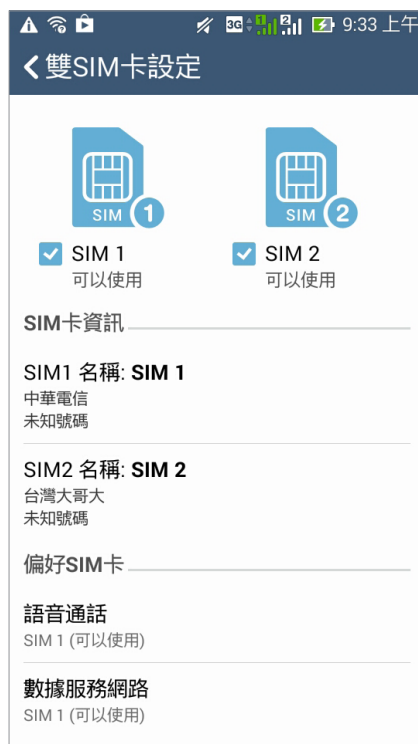 3G 1 2 9:33 上午
雙SIM卡設定
SIM 1 SIM 2
SIM 1 SIM 2
可以使用 可以使用
SIM卡資訊
SIM1 名稱: SIM 1
中華電信
未知號碼
SIM2 名稱: SIM 2
台灣大哥大
未知號碼
偏好SIM卡
語音通話
SIM 1 (可以使用)
數據服務網路
SIM 1 (可以使用)